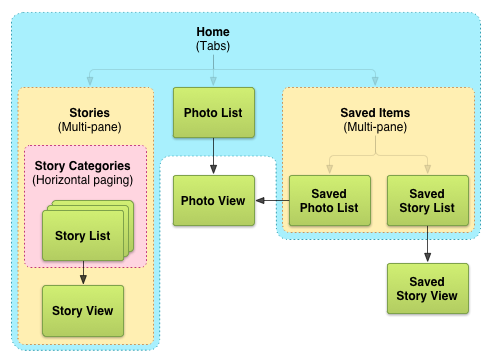 Home
(Tabs)
Stories
(Multi-pane)
Photo List
Saved Items
(Multi-pane)
Story Categories
(Horizontal paging)
Story List
Photo View
Saved
Photo List
Saved
Story List
Story View
Saved
Story View